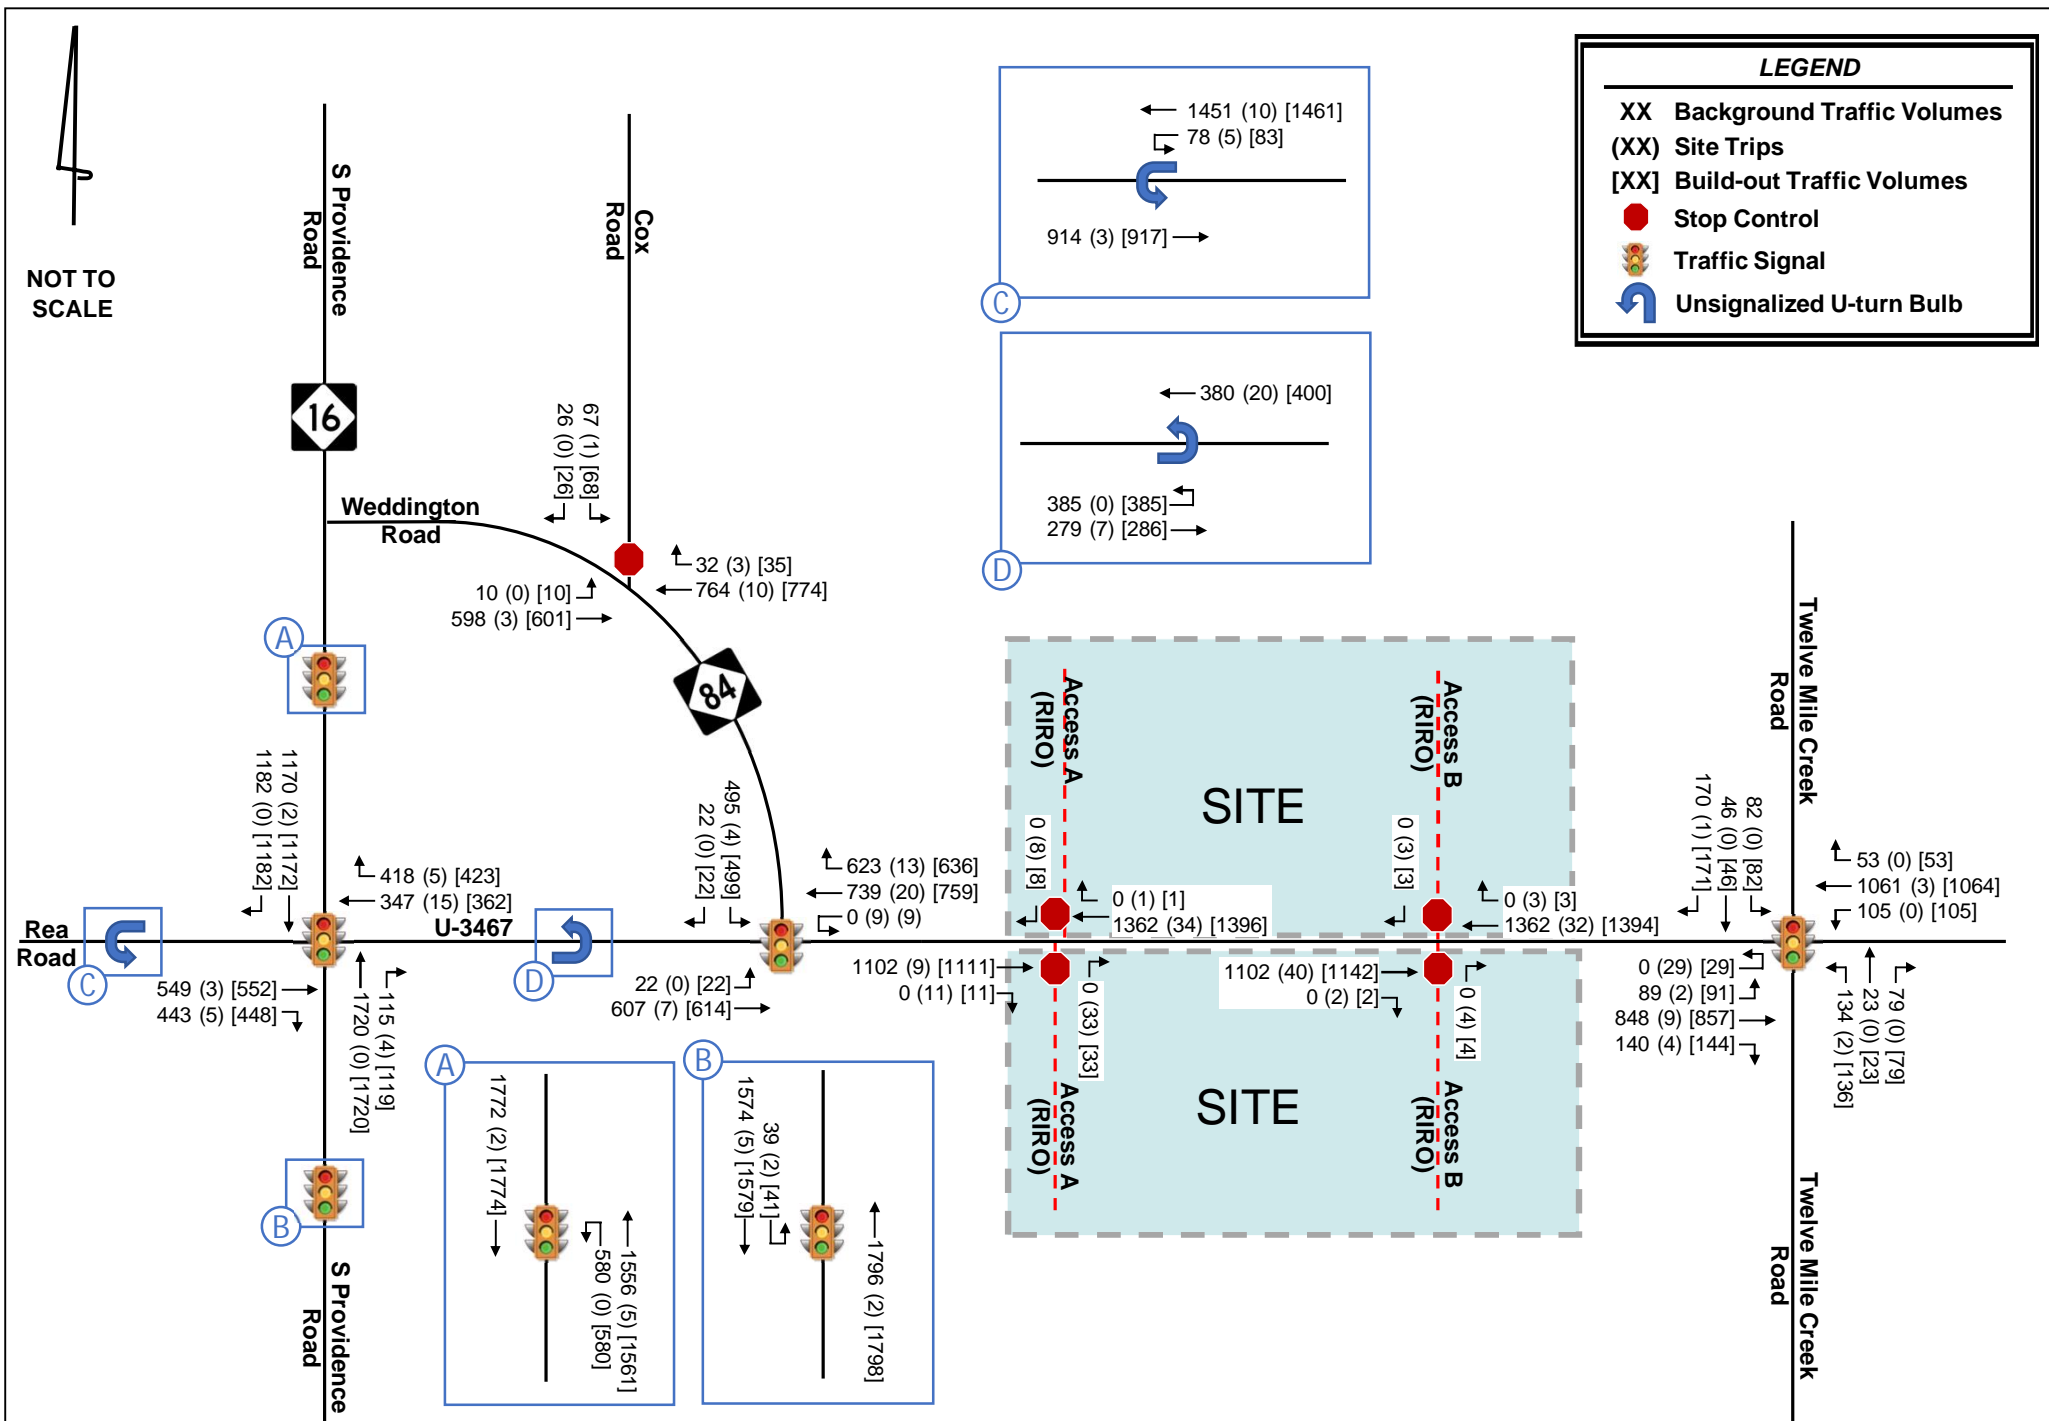 LEGEND
XX Background Traffic Volumes
(XX) Site Trips
[XX] Build-out Traffic Volumes
Stop Control
Traffic Signal
Unsignalized U-turn Bulb
NOT TO
SCALE
S Providence
Road
Cox
Road
16
Weddington
Road
84
1451 (10) [1461]
78 (5) [83]
914 (3) [917]
C
380 (20) [400]
385 (0) [385]
279 (7) [286]
D
67 (1) [68]
26 (0) [26]
32 (3) [35]
764 (10) [774]
10 (0) [10]
598 (3) [601]
A
1170 (2) [1172]
1182 (0) [1182]
418 (5) [423]
347 (15) [362]
U-3467
Rea
Road
C
549 (3) [552]
443 (5) [448]
115 (4) [119]
1720 (0) [1720]
D
495 (4) [499]
22 (0) [22]
623 (13) [636]
739 (20) [759]
0 (9) (9)
22 (0) [22]
607 (7) [614]
Access A
(RIRO)
Access B
(RIRO)
SITE
0 (8) [8]
0 (1) [1]
1362 (34) [1396]
0 (3) [3]
0 (3) [3]
1362 (32) [1394]
1102 (9) [1111]
0 (11) [11]
0 (33) [33]
1102 (40) [1142]
0 (2) [2]
0 (4) [4]
SITE
Access A
(RIRO)
Access B
(RIRO)
Twelve Mile Creek
Road
82 (0) [82]
46 (0) [46]
170 (1) [171]
53 (0) [53]
1061 (3) [1064]
105 (0) [105]
0 (29) [29]
89 (2) [91]
848 (9) [857]
140 (4) [144]
79 (0) [79]
23 (0) [23]
134 (2) [136]
Twelve Mile Creek
Road
B
S Providence
Road
A
1772 (2) [1774]
1556 (5) [1561]
580 (0) [580]
B
39 (2) [41]
1574 (5) [1579]
1796 (2) [1798]